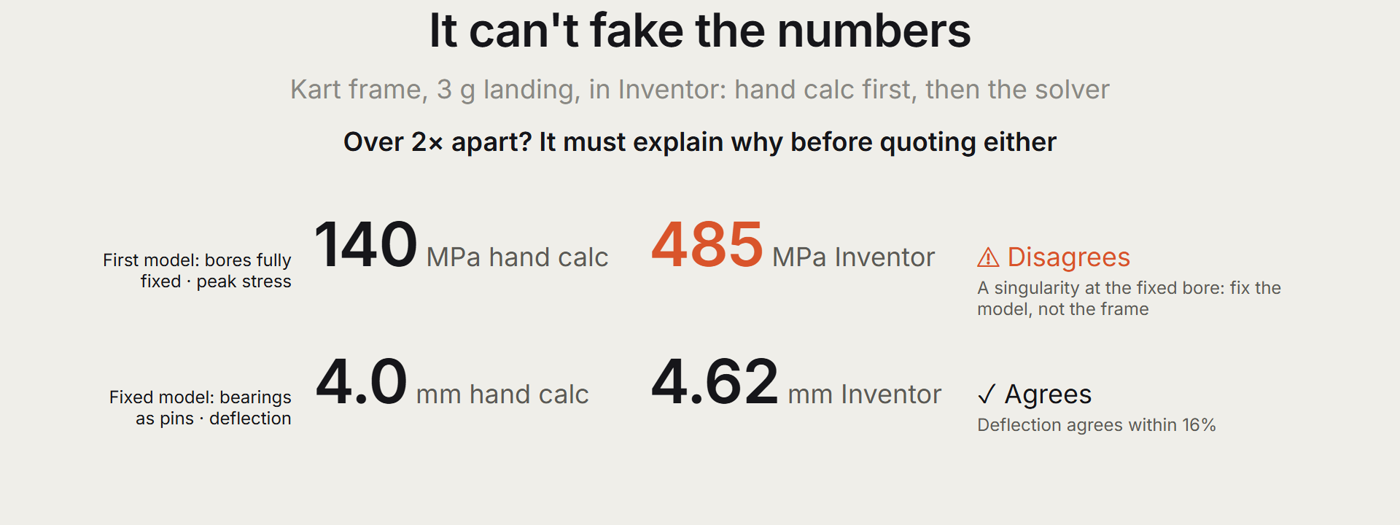 It can't fake the numbers
Kart frame, 3 g landing, in Inventor: hand calc first, then the solver
Over 2× apart? It must explain why before quoting either
First model: bores fully
fixed · peak stress
140 MPa hand calc
485 MPa Inventor
⚠ Disagrees
A singularity at the fixed bore: fix the
model, not the frame
Fixed model: bearings
as pins · deflection
4.0 mm hand calc
4.62 mm Inventor
✓ Agrees
Deflection agrees within 16%